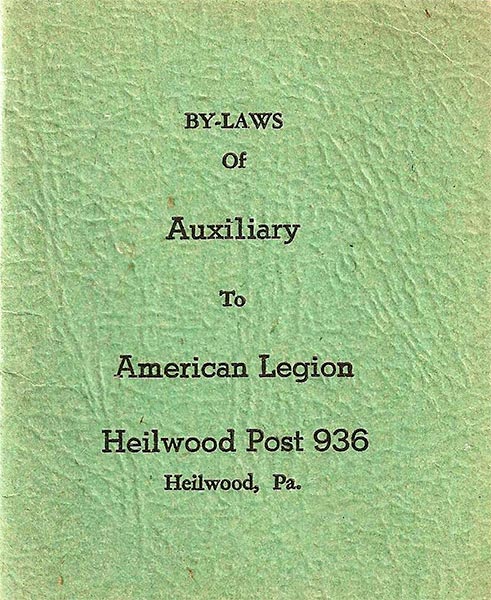 BY-LAWS
Of
Auxiliary
To
American Legion
Heilwood Post 936
Heilwood, Pa.